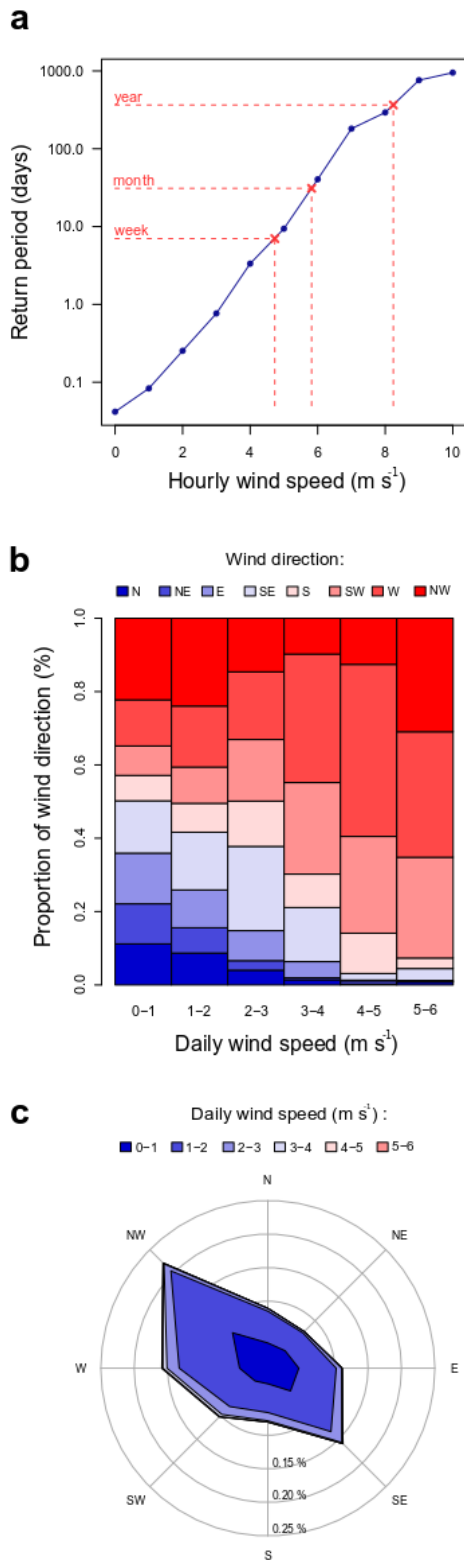 a
1000.0
100.0
10.0
1.0
0.1
Return period (days)
year
month
week
0 2 4 6 8 10
Hourly wind speed (m s⁻¹)
b
Wind direction:
N NE E SE S SW W NW
1.0
0.8
0.6
0.4
0.2
0.0
Proportion of wind direction (%)
0−1 1−2 2−3 3−4 4−5 5−6
Daily wind speed (m s⁻¹)
c
Daily wind speed (m s⁻¹) :
0−1 1−2 2−3 3−4 4−5 5−6
N
NW NE
W E
SW SE
0.15 %
0.20 %
0.25 %
S